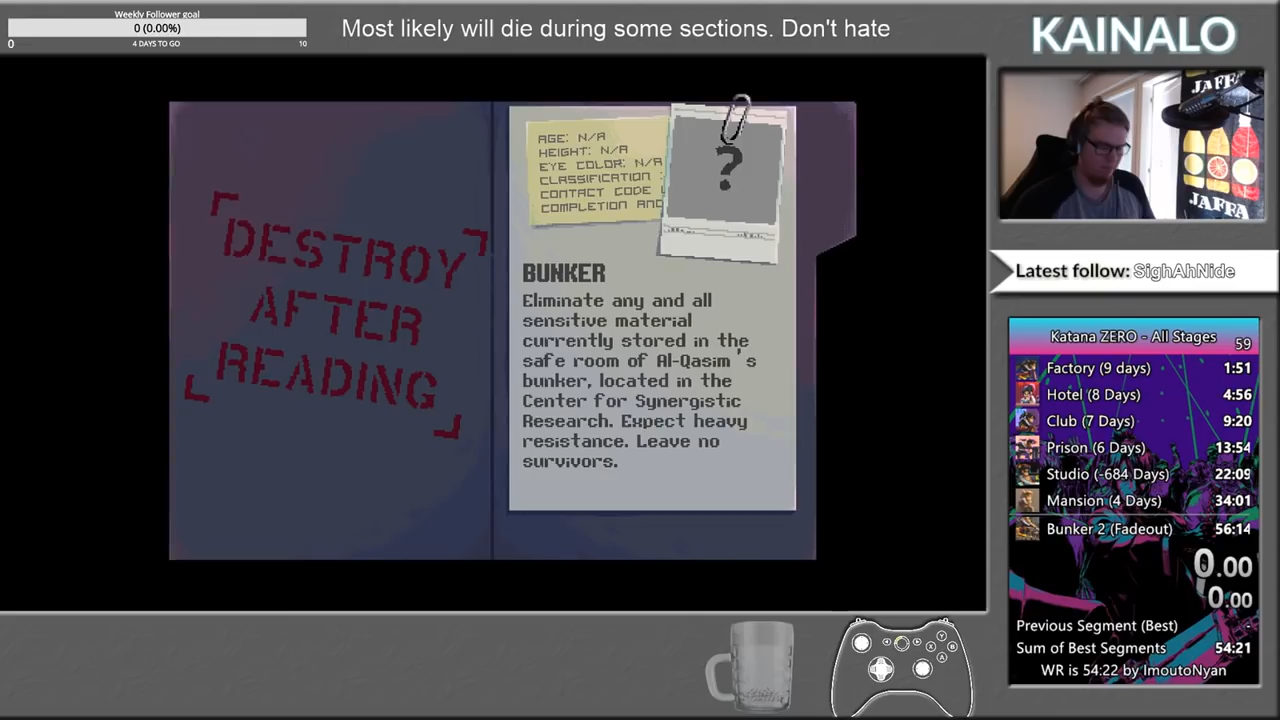 Weekly Follower goal
0 (0.00%)
0
4 DAYS TO GO
10
Most likely will die during some sections. Don't hate
KAINALO
AGE: N/A
HEIGHT: N/A
EYE COLOR: N/A
CLASSIFICATION :
CONTACT CODE
COMPLETION AND
?
DESTROY
AFTER
READING
BUNKER
Eliminate any and all
sensitive material
currently stored in the
safe room of Al-Qasim's
bunker, located in the
Center for Synergistic
Research. Expect heavy
resistance. Leave no
survivors.
JAFFA
JAFFA
Latest follow: SighAhNide
Katana ZERO - All Stages
59
Factory (9 days) 1:51
Hotel (8 Days) 4:56
Club (7 Days) 9:20
Prison (6 Days) 13:54
Studio (-684 Days) 22:09
Mansion (4 Days) 34:01
Bunker 2 (Fadeout) 56:14
0.00
0.00
Previous Segment (Best) -
Sum of Best Segments 54:21
WR is 54:22 by ImoutoNyan
Y
X B
A